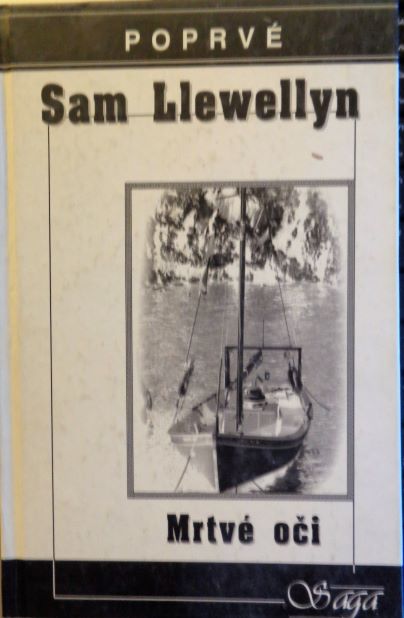 POPRVÉ
Sam Llewellyn
Mrtvé oči
Saga